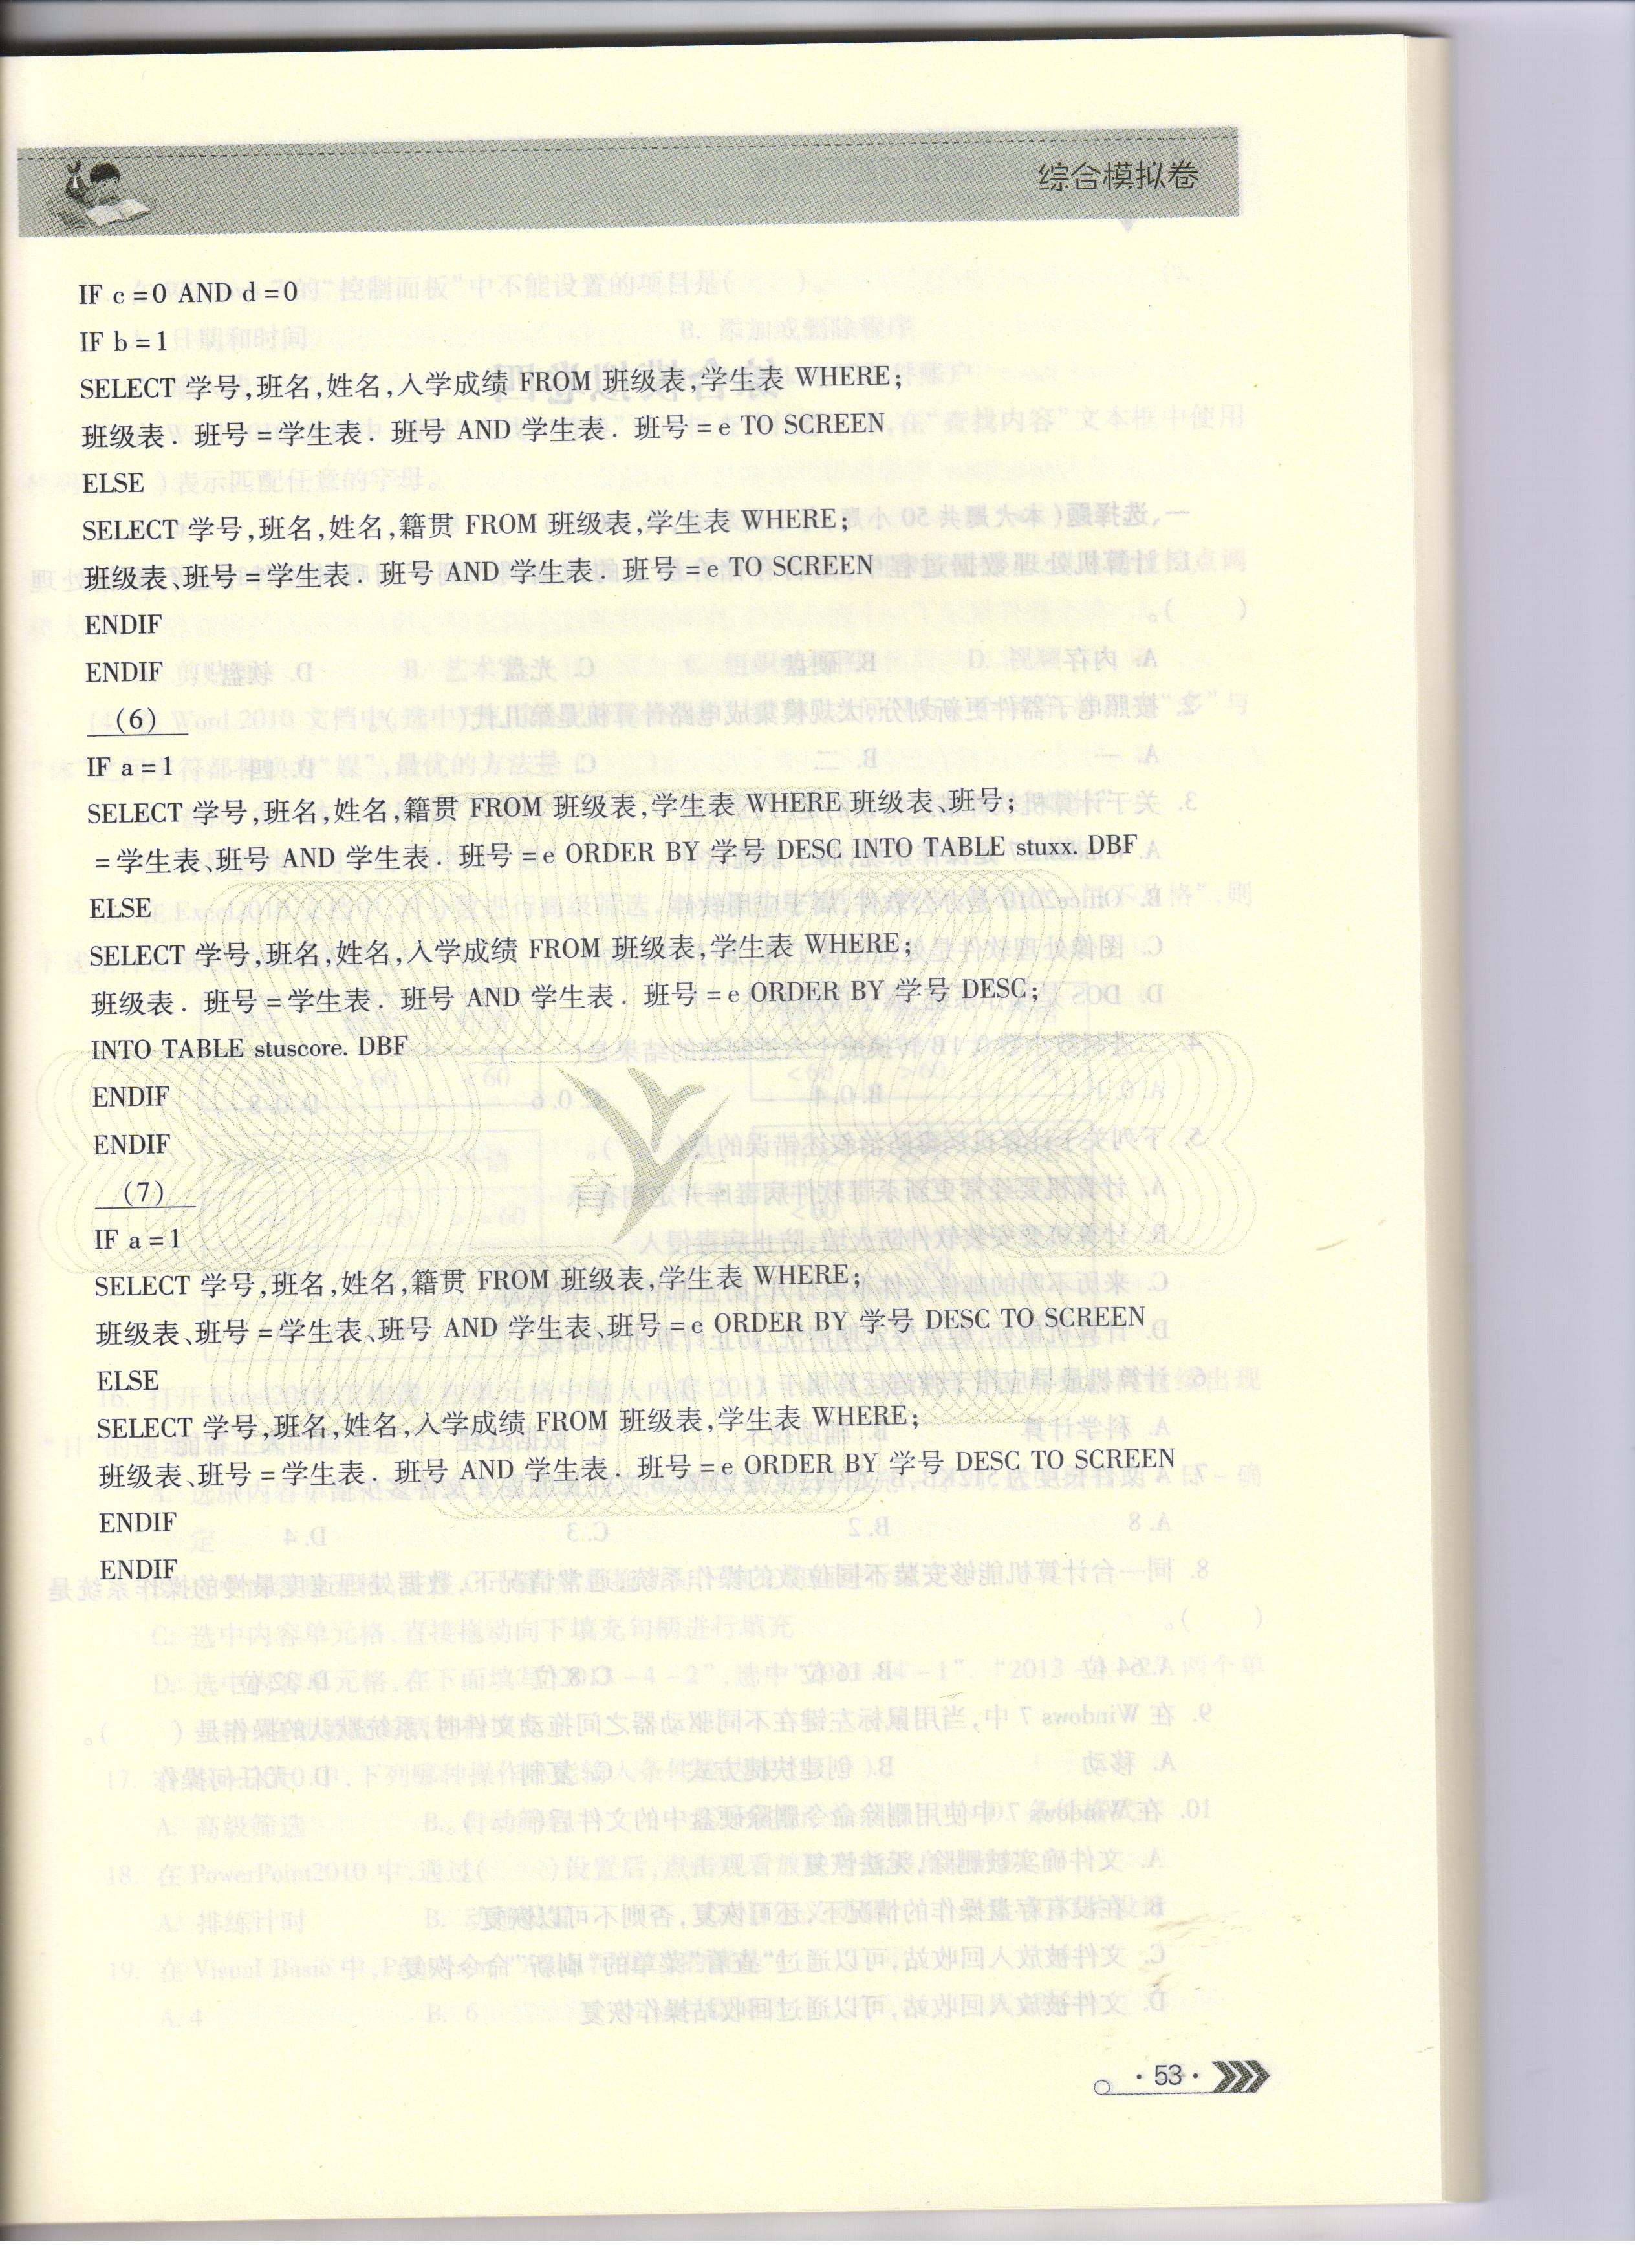 综合模拟卷
IF c =0 AND d =0
IF b =1
SELECT 学号,班名,姓名,入学成绩 FROM 班级表,学生表 WHERE;
班级表. 班号 =学生表. 班号 AND 学生表. 班号 =e TO SCREEN
ELSE
SELECT 学号,班名,姓名,籍贯 FROM 班级表,学生表 WHERE;
班级表、班号 =学生表. 班号 AND 学生表. 班号 =e TO SCREEN
ENDIF
ENDIF
(6)
IF a =1
SELECT 学号,班名,姓名,籍贯 FROM 班级表,学生表 WHERE 班级表、班号;
=学生表、班号 AND 学生表. 班号 =e ORDER BY 学号 DESC INTO TABLE stuxx. DBF
ELSE
SELECT 学号,班名,姓名,入学成绩 FROM 班级表,学生表 WHERE;
班级表. 班号 =学生表. 班号 AND 学生表. 班号 =e ORDER BY 学号 DESC;
INTO TABLE stuscore. DBF
ENDIF
ENDIF
(7)
IF a =1
SELECT 学号,班名,姓名,籍贯 FROM 班级表,学生表 WHERE;
班级表、班号 =学生表、班号 AND 学生表、班号 =e ORDER BY 学号 DESC TO SCREEN
ELSE
SELECT 学号,班名,姓名,入学成绩 FROM 班级表,学生表 WHERE;
班级表、班号 =学生表. 班号 AND 学生表. 班号 =e ORDER BY 学号 DESC TO SCREEN
ENDIF
ENDIF
· 53 ·